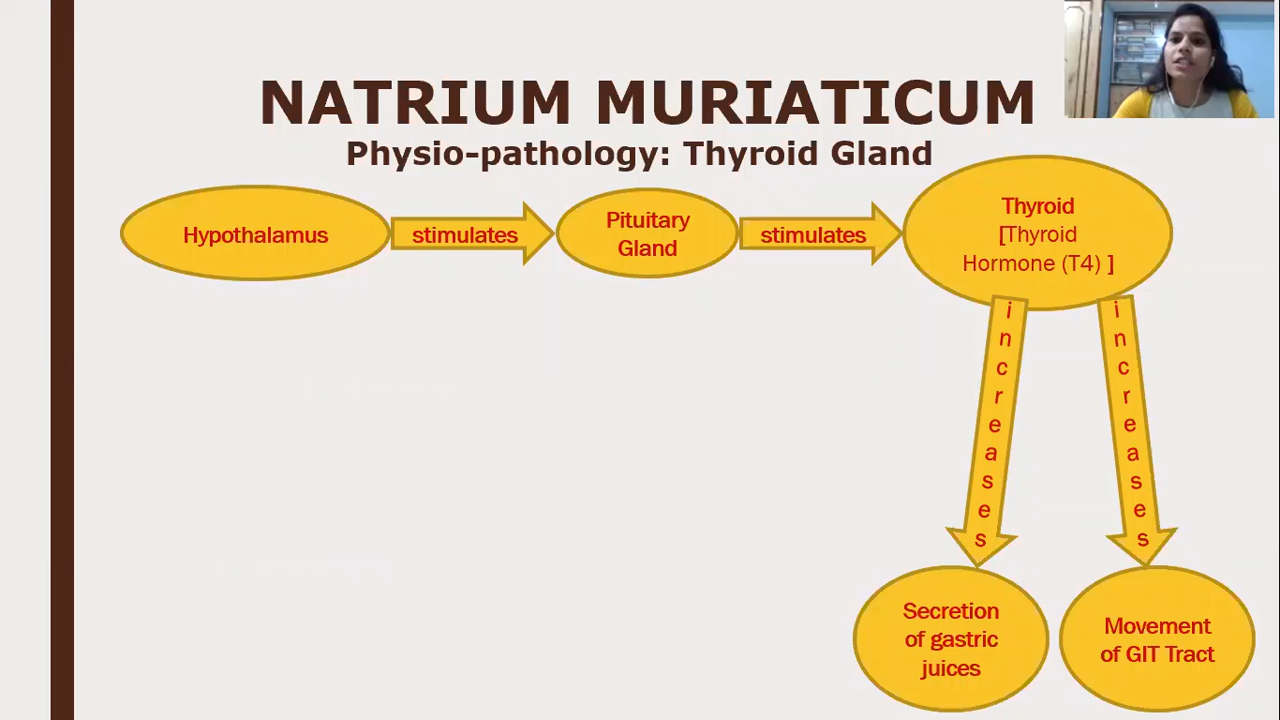 NATRIUM MURIATICUM
Physio-pathology: Thyroid Gland
Hypothalamus
stimulates
Pituitary
Gland
stimulates
Thyroid
[Thyroid
Hormone (T4) ]
increases
increases
Secretion
of gastric
juices
Movement
of GIT Tract